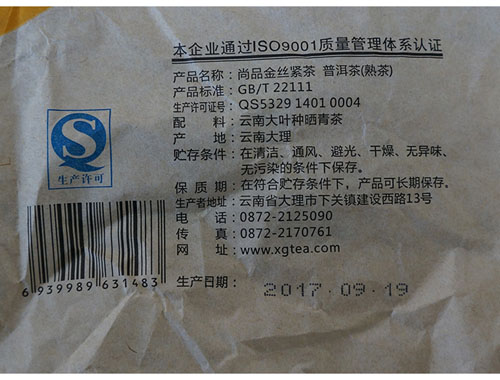 本企业通过ISO9001质量管理体系认证
产品名称：尚品金丝紧茶 普洱茶(熟茶)
产品标准：GB/T 22111
生产许可证号：QS5329 1401 0004
配 料：云南大叶种晒青茶
产 地：云南大理
贮存条件：在清洁、通风、避光、干燥、无异味、
无污染的条件下保存。
保 质 期：在符合贮存条件下，产品可长期保存。
生产者地址：云南省大理市下关镇建设西路13号
电 话：0872-2125090
传 真：0872-2170761
网 址：www.xgtea.com
生产日期：2017.09.19
QS
生产许可
6 939989 631483